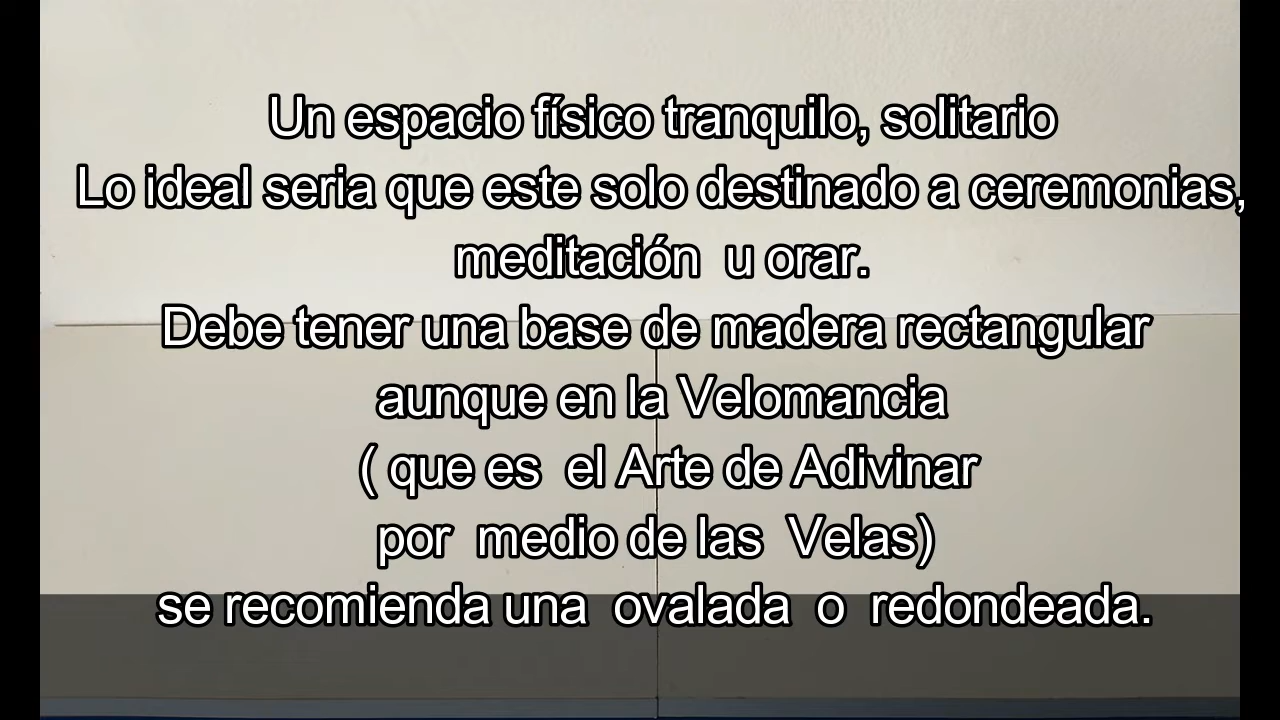 Un espacio físico tranquilo, solitario
Lo ideal seria que este solo destinado a ceremonias,
meditación u orar.
Debe tener una base de madera rectangular
aunque en la Velomancia
( que es el Arte de Adivinar
por medio de las Velas)
se recomienda una ovalada o redondeada.